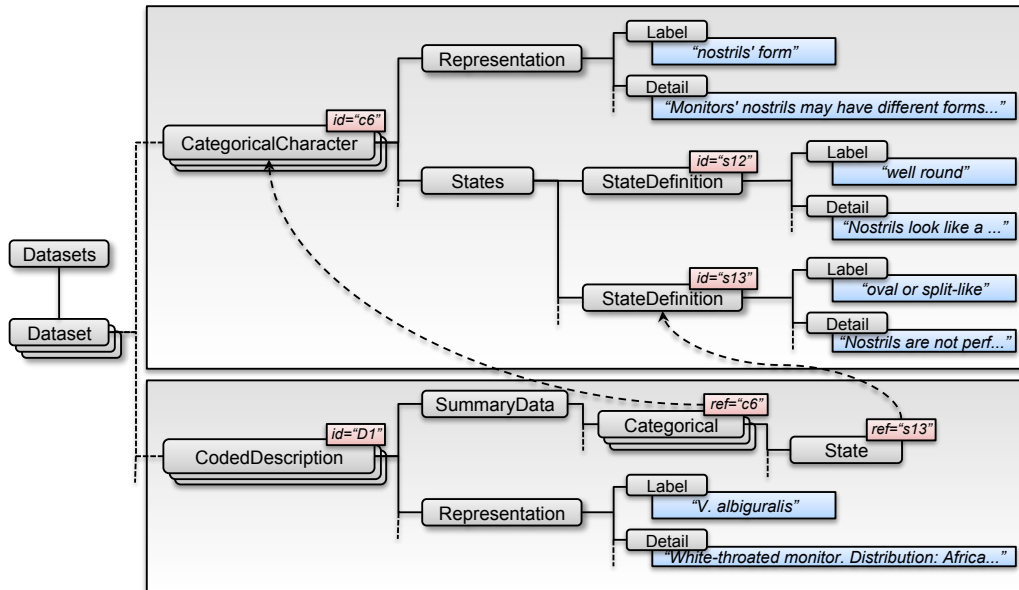 Label
“nostrils' form”
Representation
Detail
“Monitors' nostrils may have different forms...”
id=“c6”
CategoricalCharacter
States
id=“s12”
StateDefinition
Label
“well round”
Detail
“Nostrils look like a ...”
id=“s13”
StateDefinition
Label
“oval or split-like”
Detail
“Nostrils are not perf...”
Datasets
Dataset
SummaryData
ref=“c6”
Categorical
ref=“s13”
State
id=“D1”
CodedDescription
Representation
Label
“V. albiguralis”
Detail
“White-throated monitor. Distribution: Africa...”